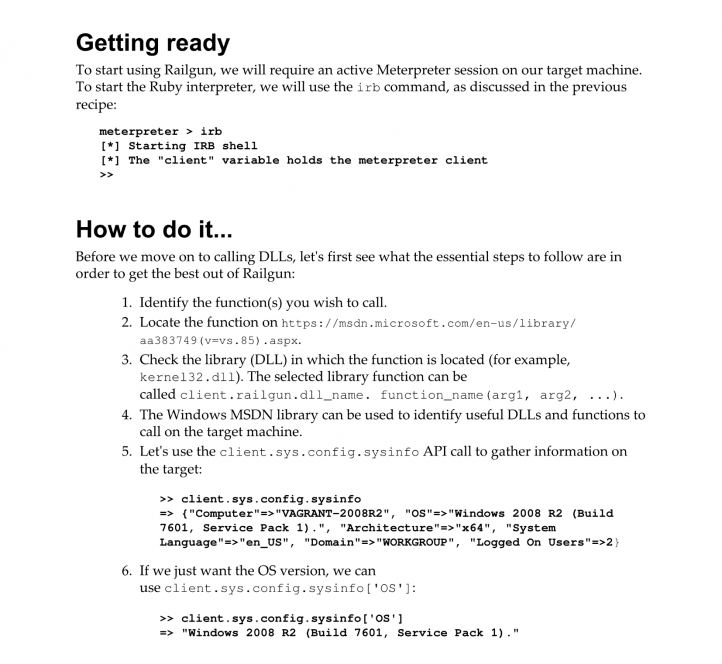 Getting ready
To start using Railgun, we will require an active Meterpreter session on our target machine.
To start the Ruby interpreter, we will use the irb command, as discussed in the previous
recipe:
meterpreter > irb
[*] Starting IRB shell
[*] The "client" variable holds the meterpreter client
>>
How to do it...
Before we move on to calling DLLs, let's first see what the essential steps to follow are in
order to get the best out of Railgun:
1. Identify the function(s) you wish to call.
2. Locate the function on https://msdn.microsoft.com/en-us/library/
aa383749(v=vs.85).aspx.
3. Check the library (DLL) in which the function is located (for example,
kernel32.dll). The selected library function can be
called client.railgun.dll_name. function_name(arg1, arg2, ...).
4. The Windows MSDN library can be used to identify useful DLLs and functions to
call on the target machine.
5. Let's use the client.sys.config.sysinfo API call to gather information on
the target:
>> client.sys.config.sysinfo
=> {"Computer"=>"VAGRANT-2008R2", "OS"=>"Windows 2008 R2 (Build
7601, Service Pack 1).", "Architecture"=>"x64", "System
Language"=>"en_US", "Domain"=>"WORKGROUP", "Logged On Users"=>2}
6. If we just want the OS version, we can
use client.sys.config.sysinfo['OS']:
>> client.sys.config.sysinfo['OS']
=> "Windows 2008 R2 (Build 7601, Service Pack 1)."